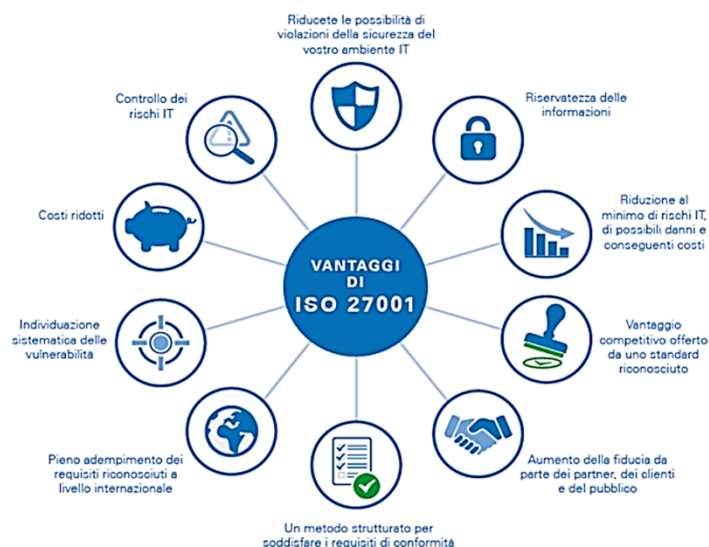 Riducete le possibilità di
violazioni della sicurezza del
vostro ambiente IT
Riservatezza delle
informazioni
Riduzione al
minimo di rischi IT,
di possibili danni e
conseguenti costi
Vantaggio
competitivo offerto
da uno standard
riconosciuto
Aumento della fiducia da
parte dei partner, dei clienti
e del pubblico
Un metodo strutturato per
soddisfare i requisiti di conformità
Pieno adempimento dei
requisiti riconosciuti a
livello internazionale
Individuazione
sistematica delle
vulnerabilità
Costi ridotti
Controllo dei
rischi IT
VANTAGGI
DI
ISO 27001